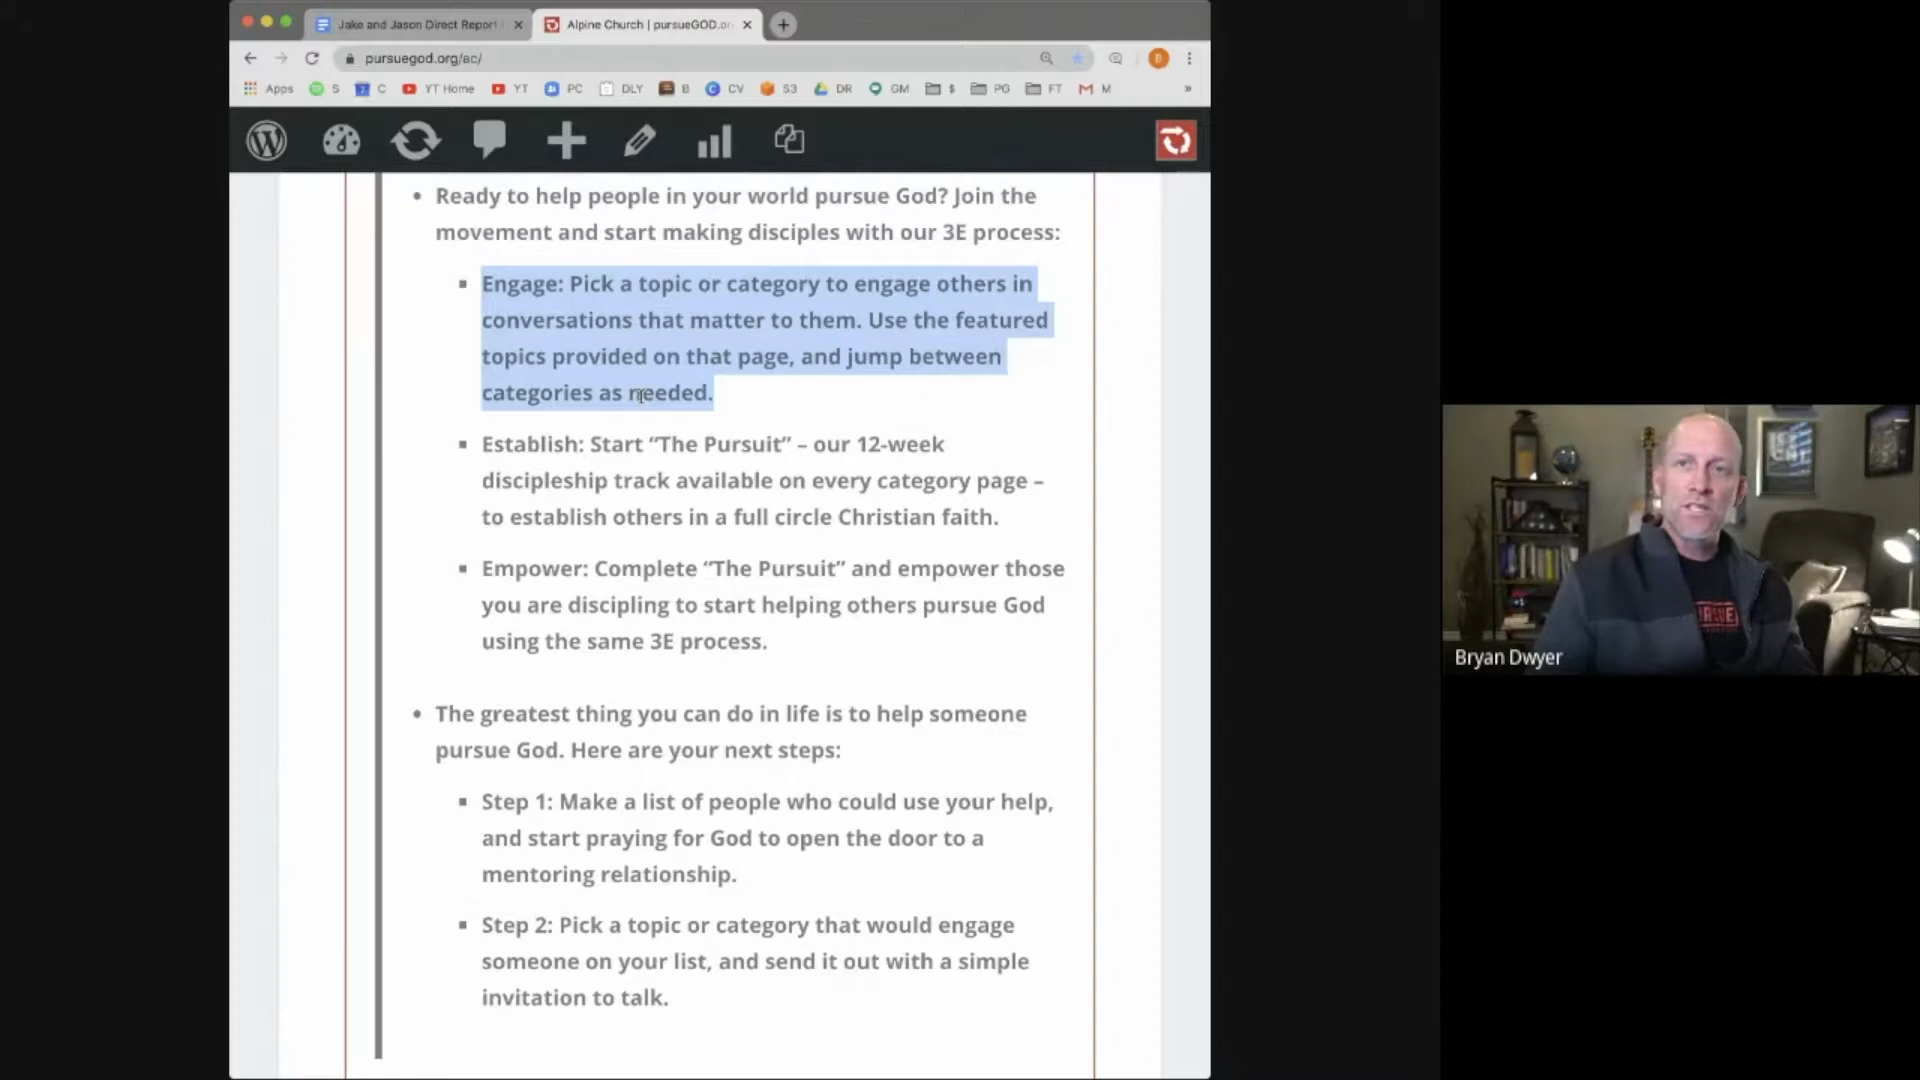 Jake and Jason Direct Report
Alpine Church | pursueGOD.or
pursuegod.org/ac/
Apps S C YT Home YT PC DLY B CV S3 DR GM $ PG FT M »
Ready to help people in your world pursue God? Join the
movement and start making disciples with our 3E process:
Engage: Pick a topic or category to engage others in
conversations that matter to them. Use the featured
topics provided on that page, and jump between
categories as needed.
Establish: Start “The Pursuit” – our 12-week
discipleship track available on every category page –
to establish others in a full circle Christian faith.
Empower: Complete “The Pursuit” and empower those
you are discipling to start helping others pursue God
using the same 3E process.
The greatest thing you can do in life is to help someone
pursue God. Here are your next steps:
Step 1: Make a list of people who could use your help,
and start praying for God to open the door to a
mentoring relationship.
Step 2: Pick a topic or category that would engage
someone on your list, and send it out with a simple
invitation to talk.
Bryan Dwyer